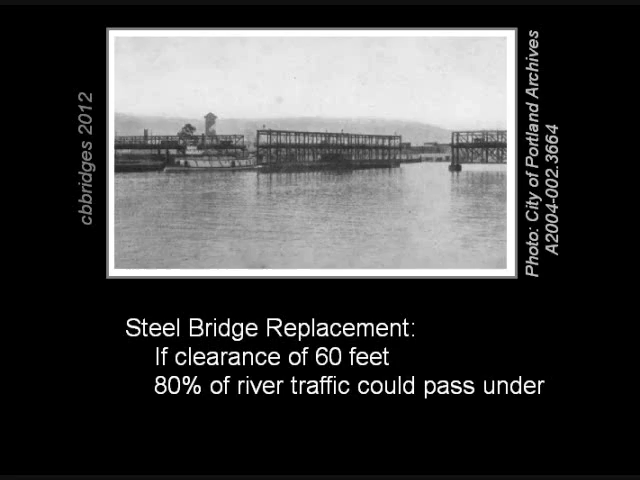 cbbridges 2012
Photo: City of Portland Archives
A2004-002.3664
Steel Bridge Replacement:
If clearance of 60 feet
80% of river traffic could pass under